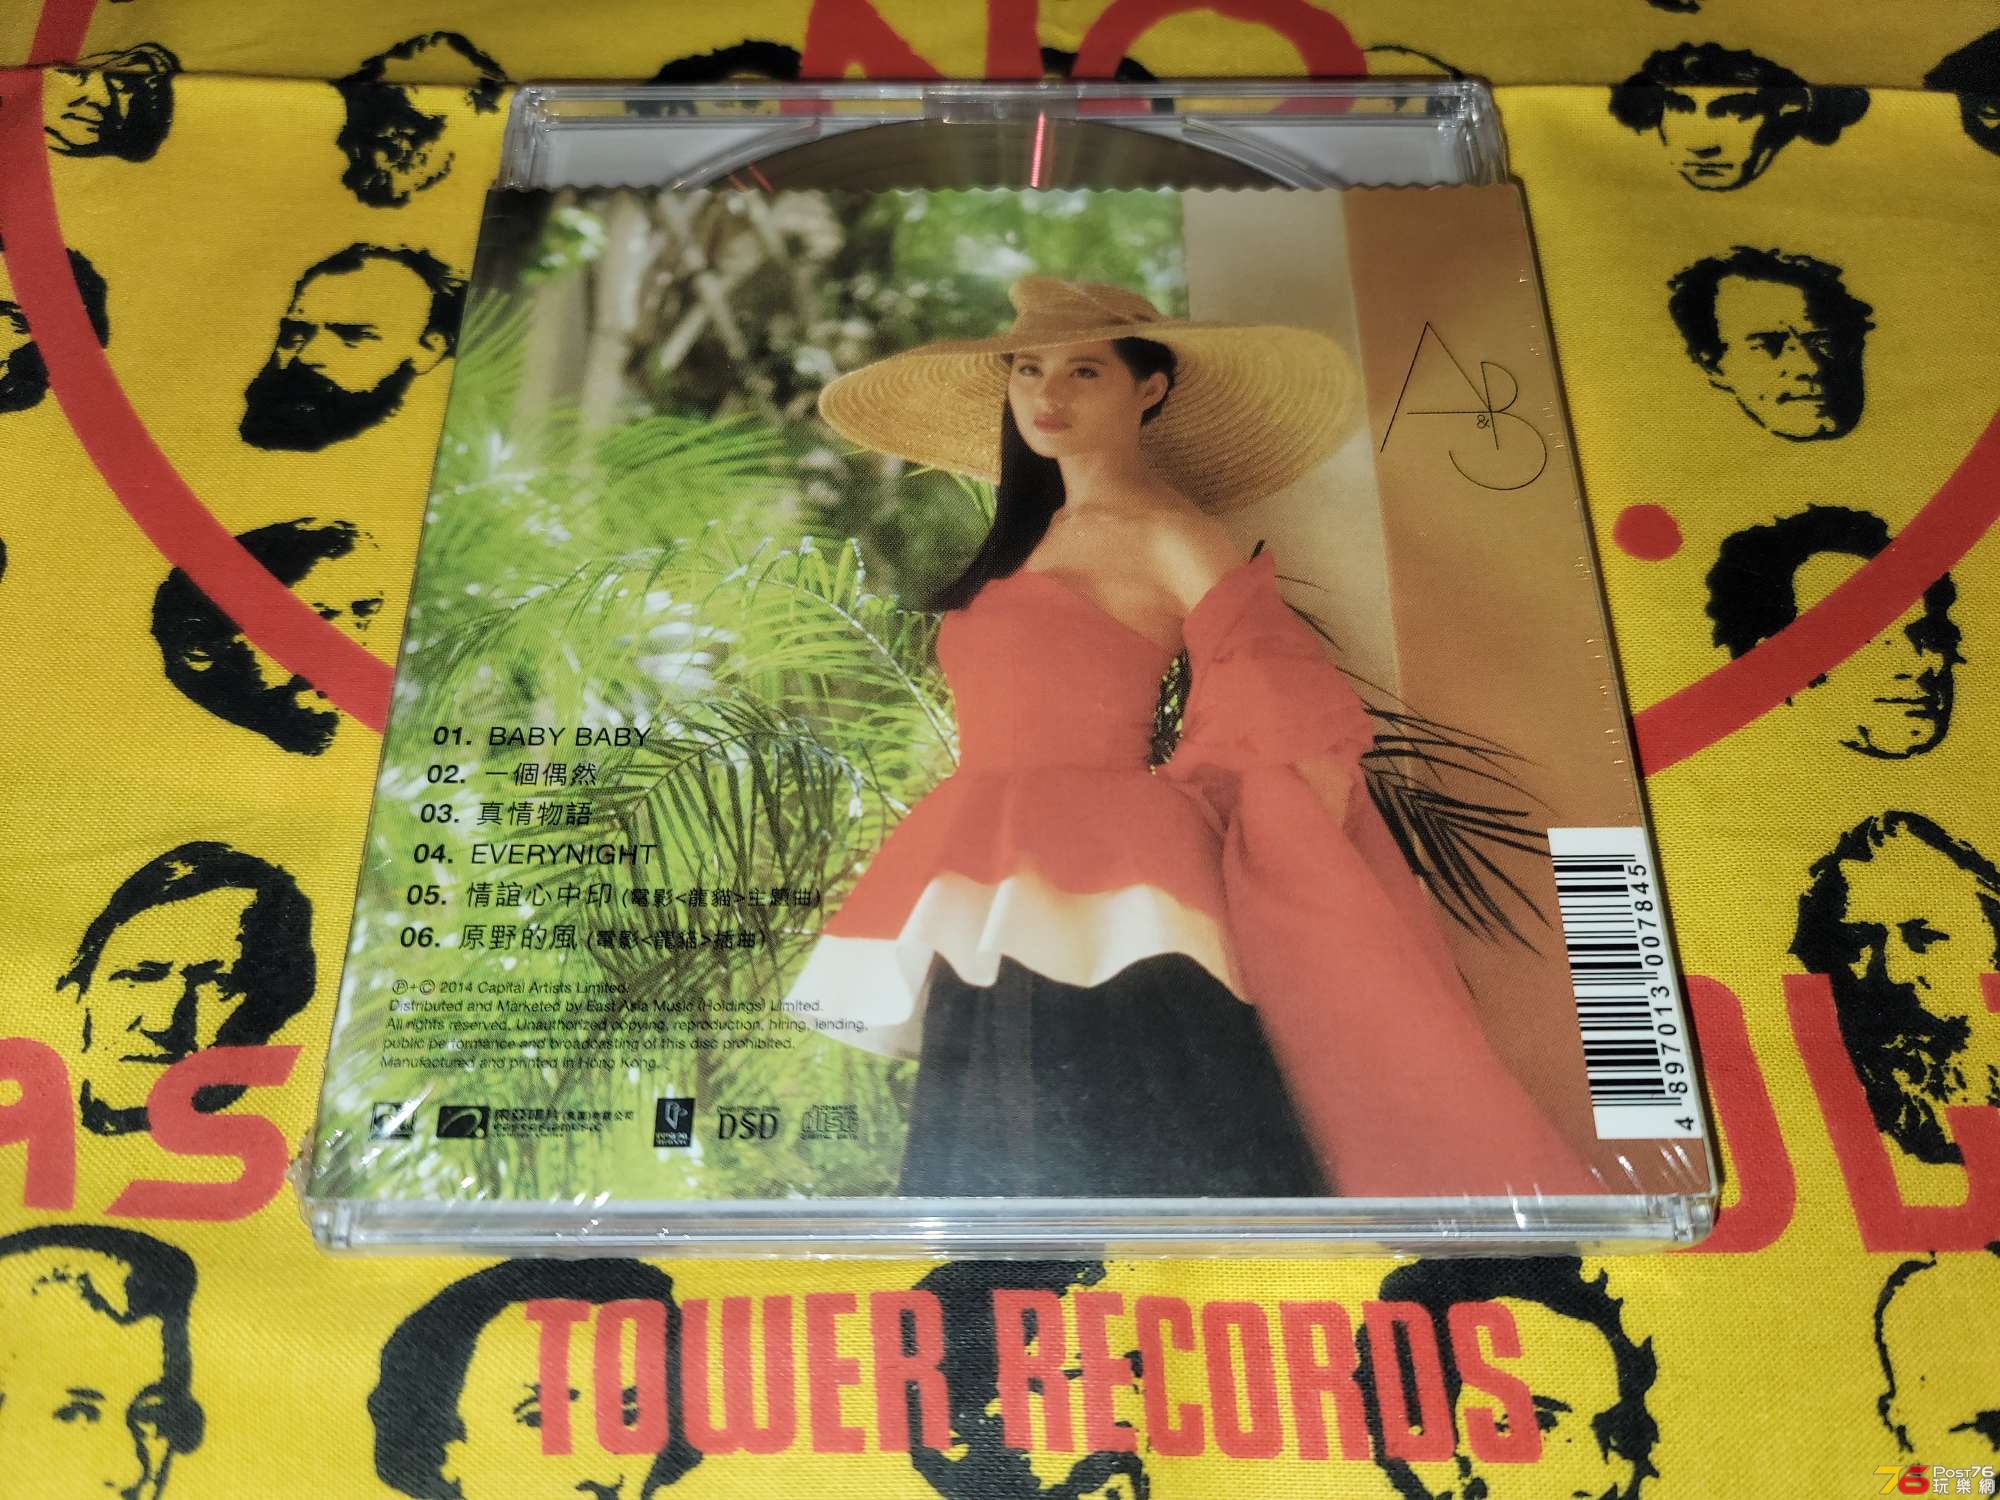 NO
A&B
01. BABY BABY
02. 一個偶然
03. 真情物語
04. EVERYNIGHT
05. 情誼心中印 (電影<龍貓>主題曲)
06. 原野的風 (電影<龍貓>插曲)
Ⓟ+© 2014 Capital Artists Limited.
Distributed and Marketed by East Asia Music (Holdings) Limited.
All rights reserved. Unauthorized copying, reproduction, hiring, lending,
public performance and broadcasting of this disc prohibited.
Manufactured and printed in Hong Kong.
DSD
disc
DIGITAL DATA
4 897013 007845
TOWER RECORDS
76 POST76
玩樂網